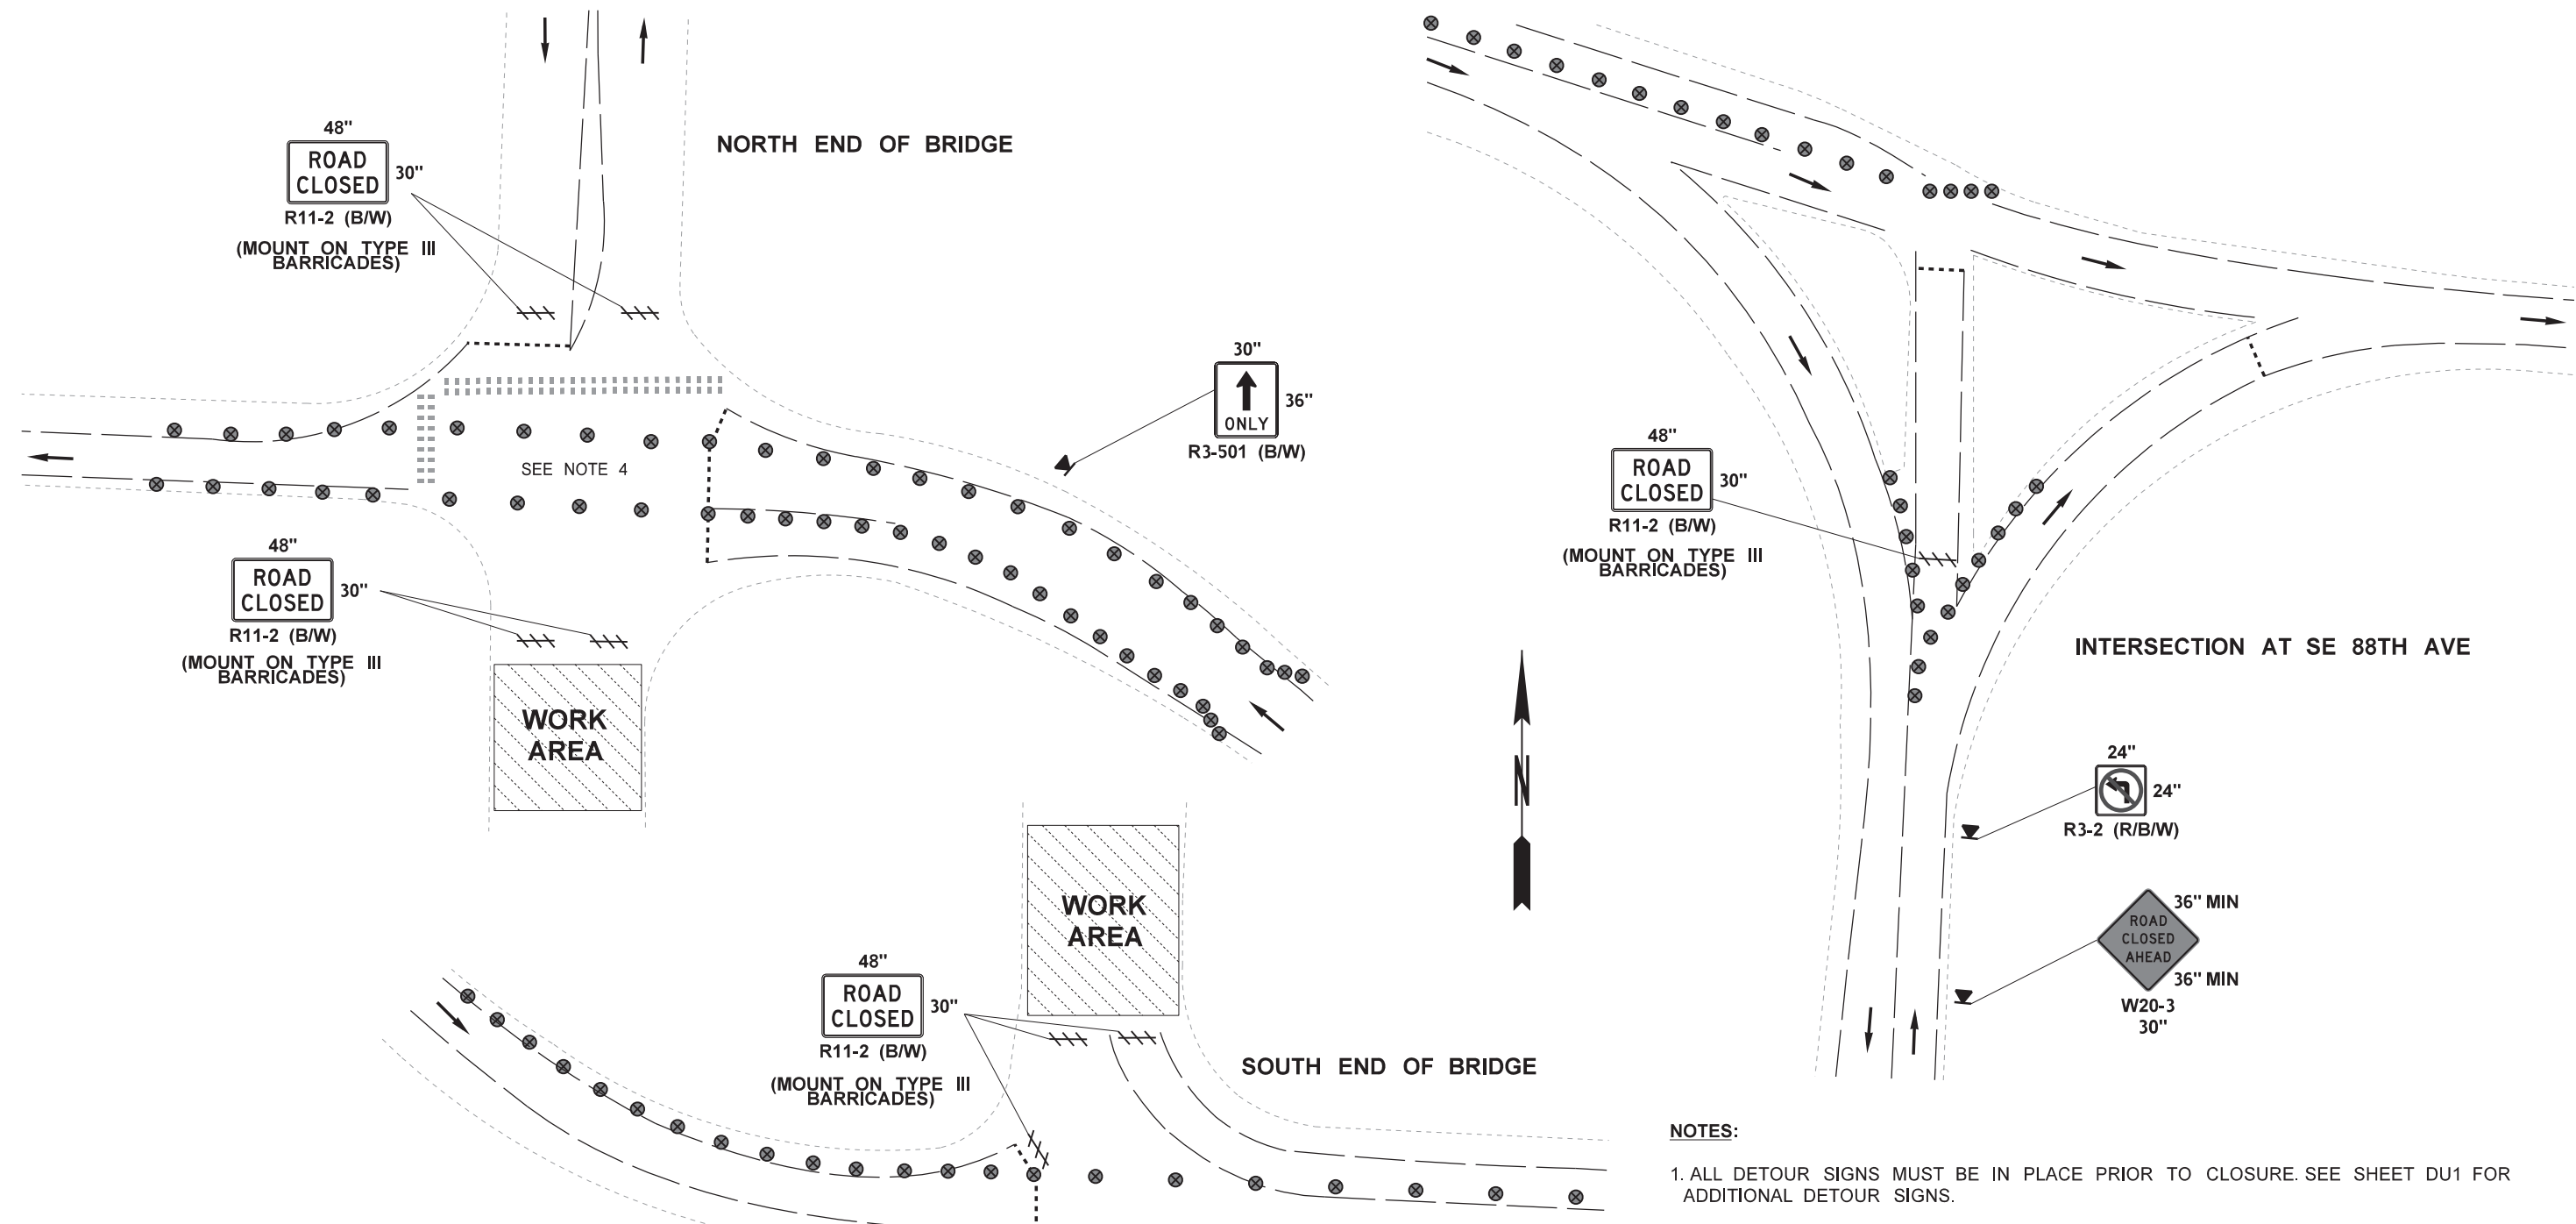 NORTH END OF BRIDGE
48"
ROAD
CLOSED
30"
R11-2 (B/W)
(MOUNT ON TYPE III
BARRICADES)
30"
ONLY
36"
R3-501 (B/W)
SEE NOTE 4
48"
ROAD
CLOSED
30"
R11-2 (B/W)
(MOUNT ON TYPE III
BARRICADES)
WORK
AREA
48"
ROAD
CLOSED
30"
R11-2 (B/W)
(MOUNT ON TYPE III
BARRICADES)
INTERSECTION AT SE 88TH AVE
N
24"
24"
R3-2 (R/B/W)
36" MIN
ROAD
CLOSED
AHEAD
36" MIN
W20-3
30"
WORK
AREA
48"
ROAD
CLOSED
30"
R11-2 (B/W)
(MOUNT ON TYPE III
BARRICADES)
SOUTH END OF BRIDGE
NOTES:
1. ALL DETOUR SIGNS MUST BE IN PLACE PRIOR TO CLOSURE. SEE SHEET DU1 FOR
ADDITIONAL DETOUR SIGNS.